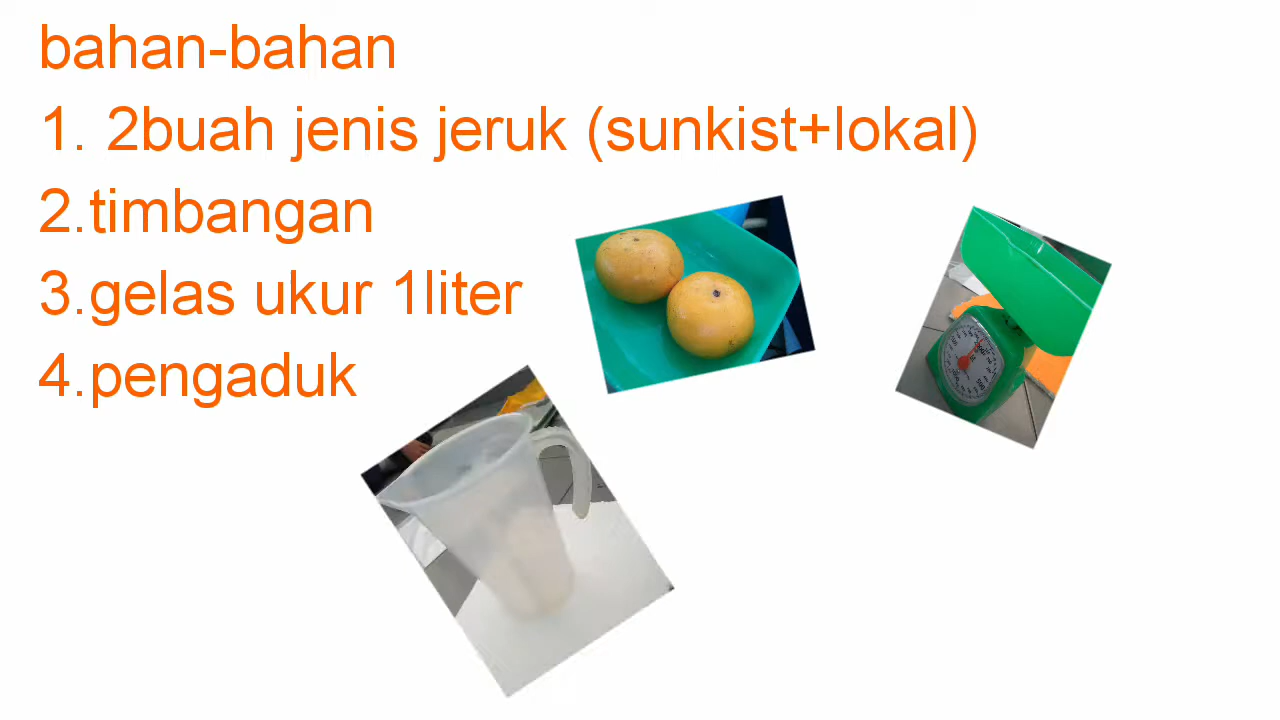 bahan-bahan
1. 2buah jenis jeruk (sunkist+lokal)
2.timbangan
3.gelas ukur 1liter
4.pengaduk